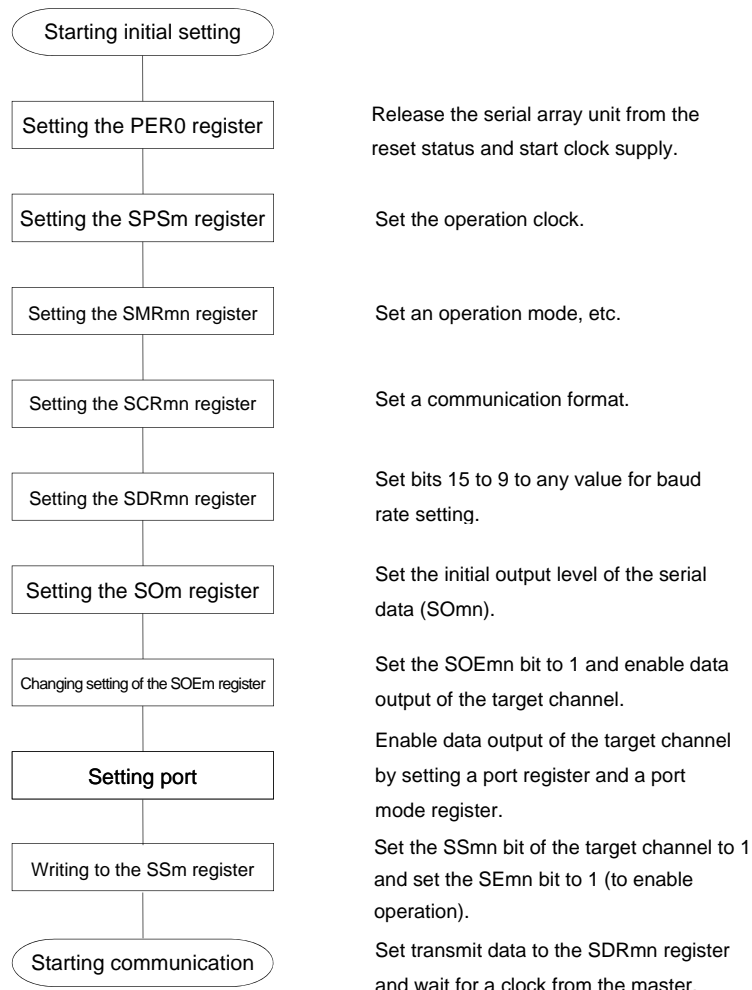 Starting initial setting
Setting the PER0 register
Release the serial array unit from the
reset status and start clock supply.
Setting the SPSm register
Set the operation clock.
Setting the SMRmn register
Set an operation mode, etc.
Setting the SCRmn register
Set a communication format.
Setting the SDRmn register
Set bits 15 to 9 to any value for baud
rate setting.
Setting the SOm register
Set the initial output level of the serial
data (SOmn).
Changing setting of the SOEm register
Set the SOEmn bit to 1 and enable data
output of the target channel.
Setting port
Enable data output of the target channel
by setting a port register and a port
mode register.
Writing to the SSm register
Set the SSmn bit of the target channel to 1
and set the SEmn bit to 1 (to enable
operation).
Starting communication
Set transmit data to the SDRmn register
and wait for a clock from the master.